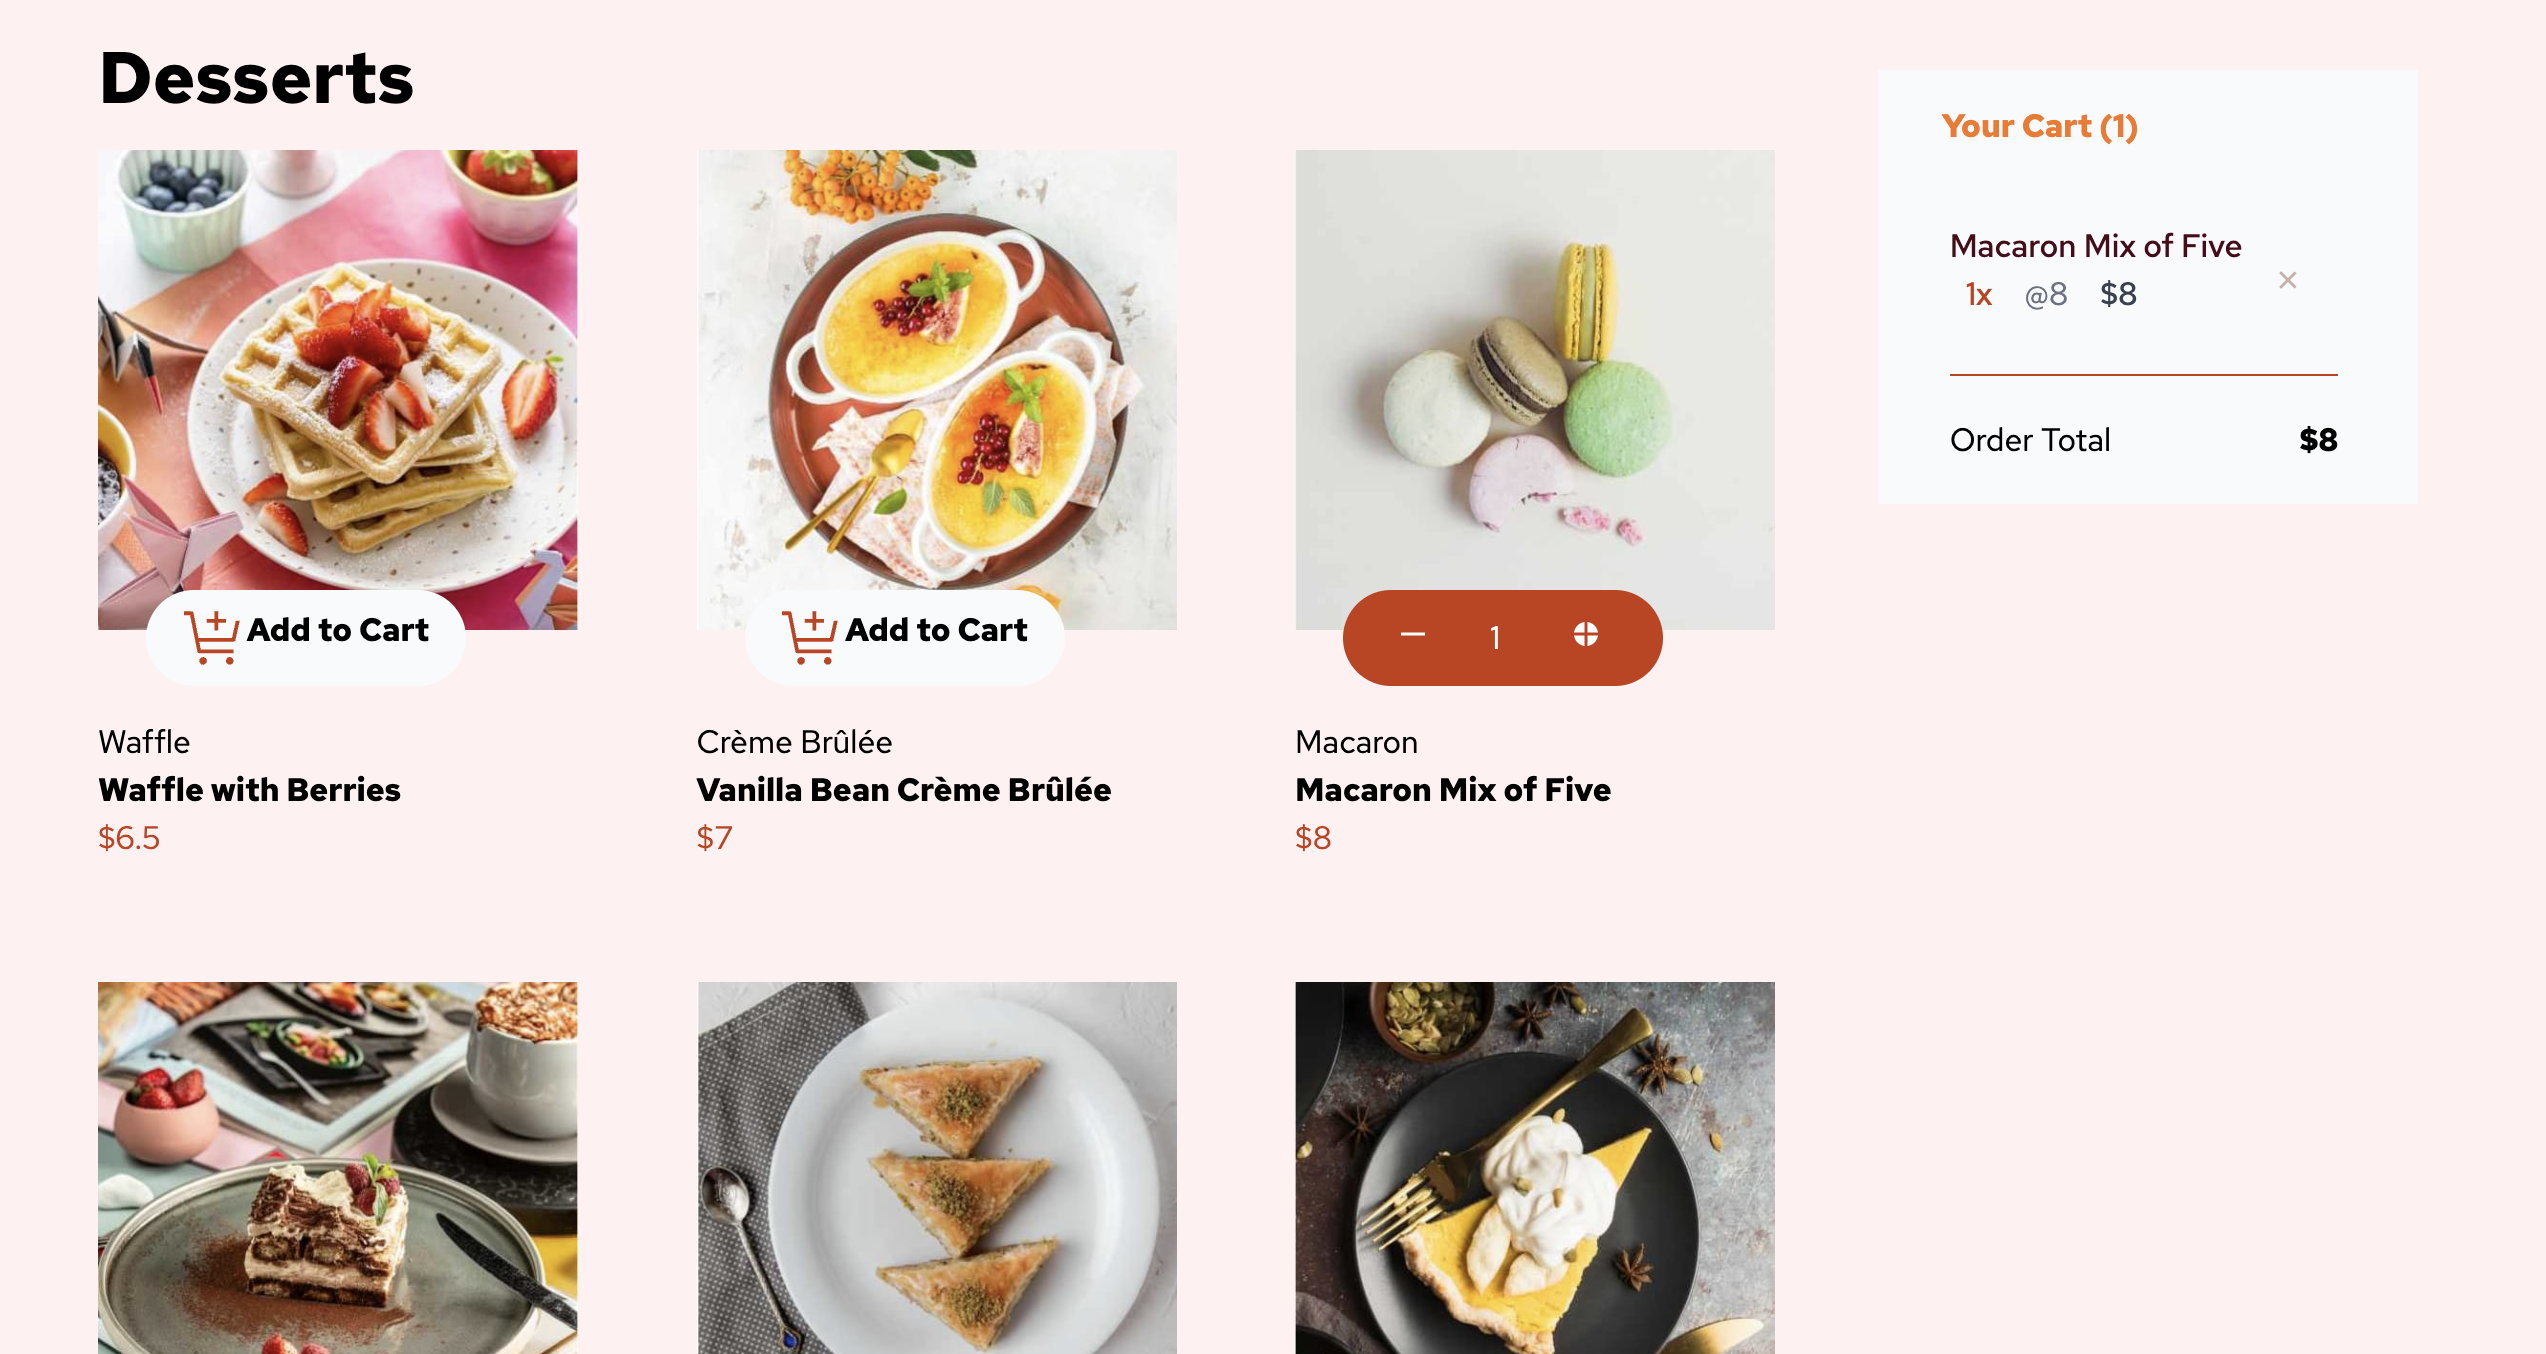 Desserts
Your Cart (1)
Macaron Mix of Five
1x @8 $8
×
Order Total $8
Add to Cart
Add to Cart
− 1
Waffle
Waffle with Berries
$6.5
Crème Brûlée
Vanilla Bean Crème Brûlée
$7
Macaron
Macaron Mix of Five
$8